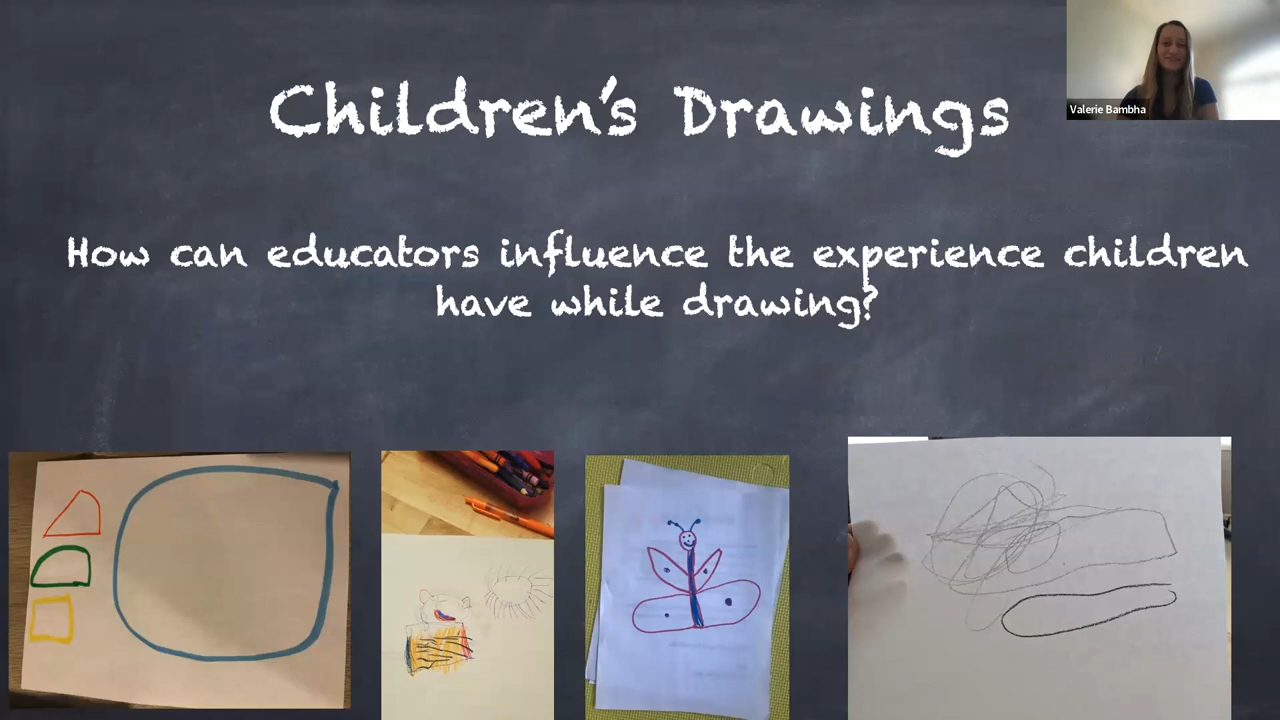 Valerie Bambha
Children's Drawings
How can educators influence the experience children
have while drawing?